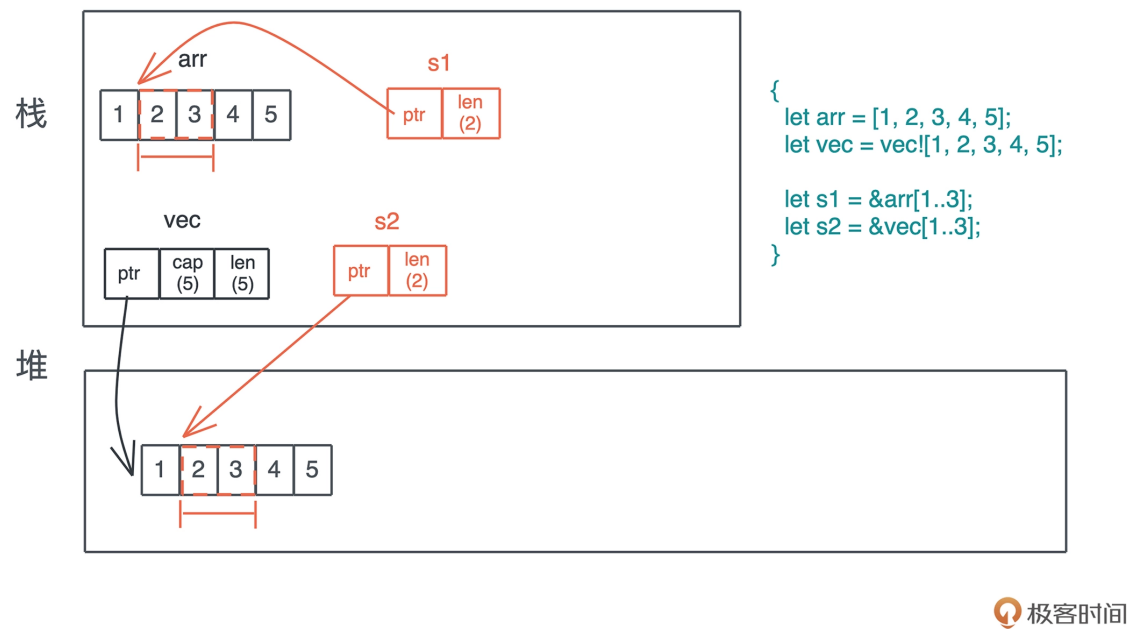 栈
arr
1 2 3 4 5
s1
ptr
len
(2)
vec
ptr
cap
(5)
len
(5)
s2
ptr
len
(2)
{
let arr = [1, 2, 3, 4, 5];
let vec = vec![1, 2, 3, 4, 5];
let s1 = &arr[1..3];
let s2 = &vec[1..3];
}
堆
1 2 3 4 5
极客时间